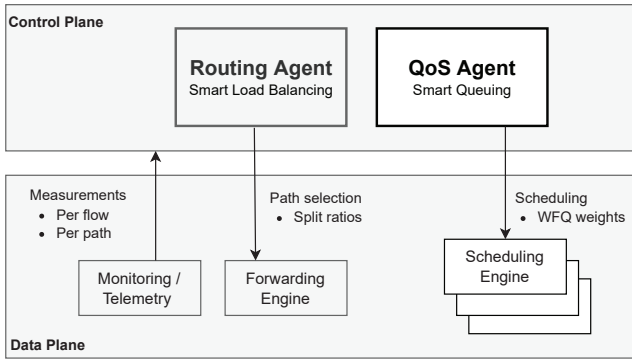 Control Plane
Routing Agent
Smart Load Balancing
QoS Agent
Smart Queuing
Measurements
• Per flow
• Per path
Path selection
• Split ratios
Scheduling
• WFQ weights
Monitoring /
Telemetry
Forwarding
Engine
Scheduling
Engine
Data Plane